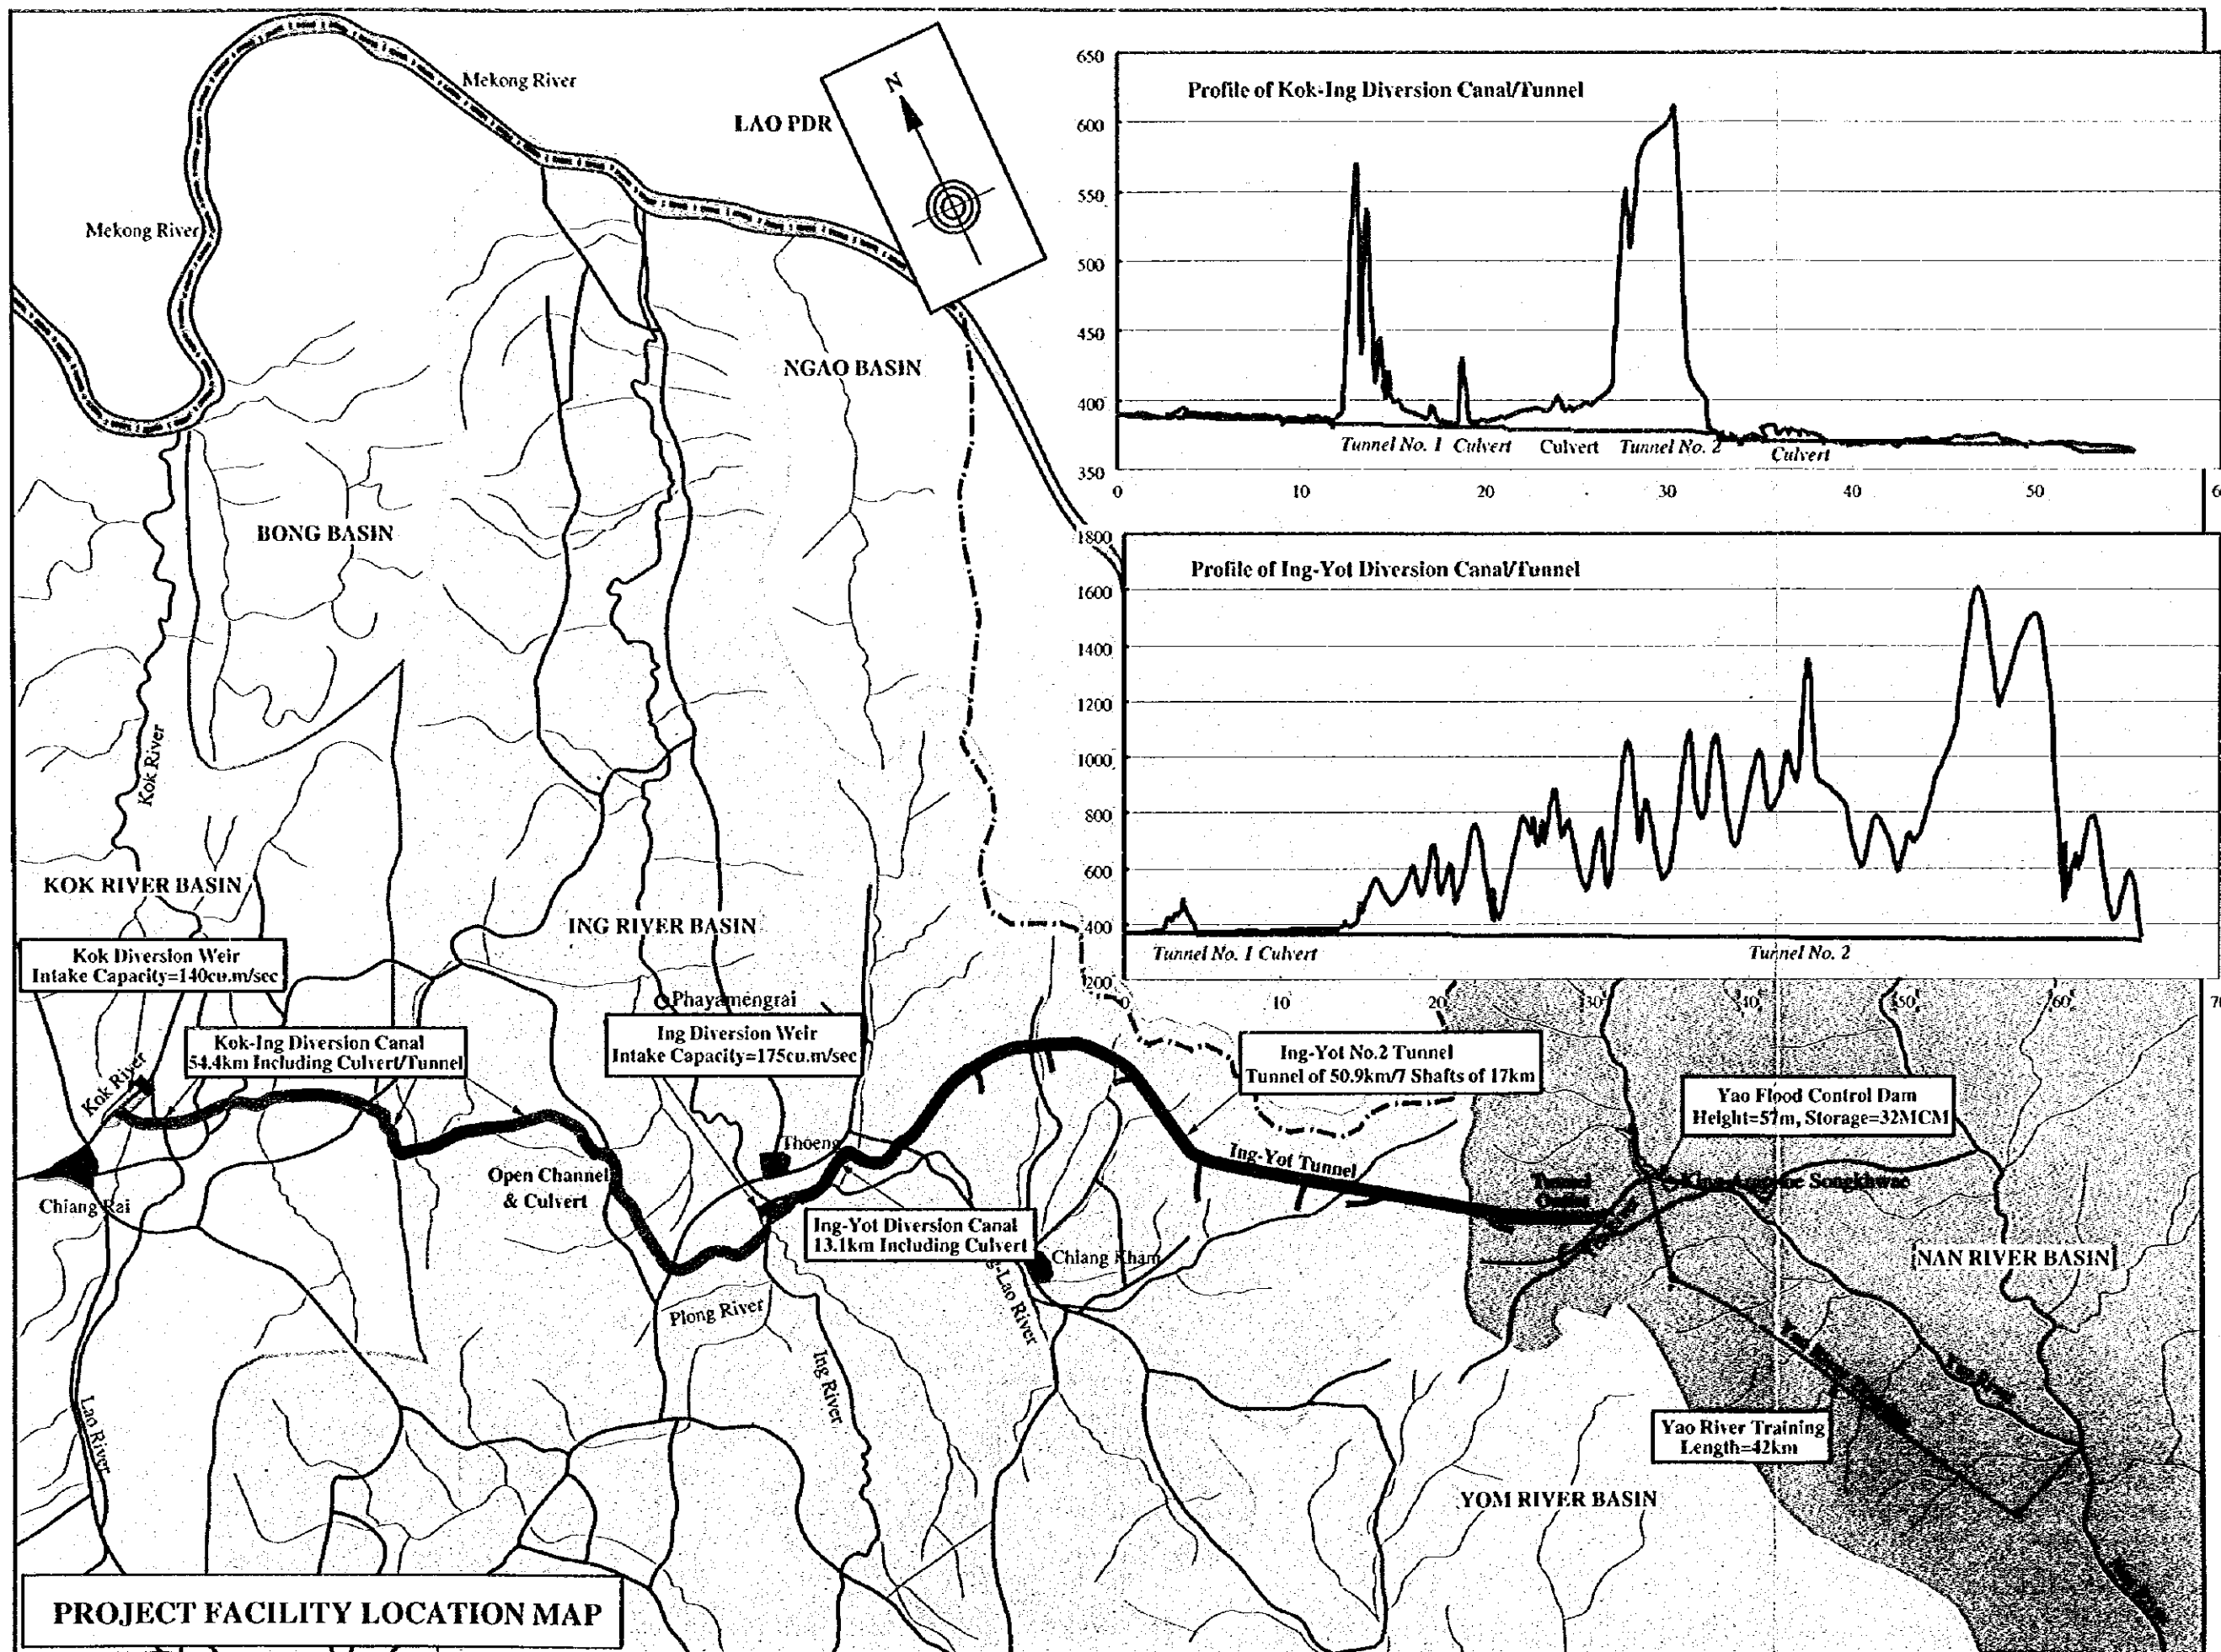 Mekong River
LAO PDR
N
Mekong River
NGAO BASIN
BONG BASIN
Kok River
KOK RIVER BASIN
ING RIVER BASIN
Kok Diversion Weir
Intake Capacity=140cu.m/sec
Phayamengrai
Kok-Ing Diversion Canal
54.4km Including Culvert/Tunnel
Ing Diversion Weir
Intake Capacity=175cu.m/sec
Ing-Yot No.2 Tunnel
Tunnel of 50.9km/7 Shafts of 17km
Yao Flood Control Dam
Height=57m, Storage=32MCM
Kok River
Thoeng
Ing-Yot Tunnel
Open Channel
& Culvert
Tunnel
Outlet
Songkhwae
Chiang Rai
Ing-Yot Diversion Canal
13.1km Including Culvert
Chiang Kham
NAN RIVER BASIN
-Lao River
Plong River
Ing River
Lao River
Yao River Training
Length=42km
YOM RIVER BASIN
PROJECT FACILITY LOCATION MAP
Profile of Kok-Ing Diversion Canal/Tunnel
650
600
550
500
450
400
350
Tunnel No. 1 Culvert Culvert Tunnel No. 2 Culvert
0 10 20 30 40 50 6
Profile of Ing-Yot Diversion Canal/Tunnel
1800
1600
1400
1200
1000
800
600
400
200
Tunnel No. 1 Culvert Tunnel No. 2
0 10 20 30 40 50 60 70